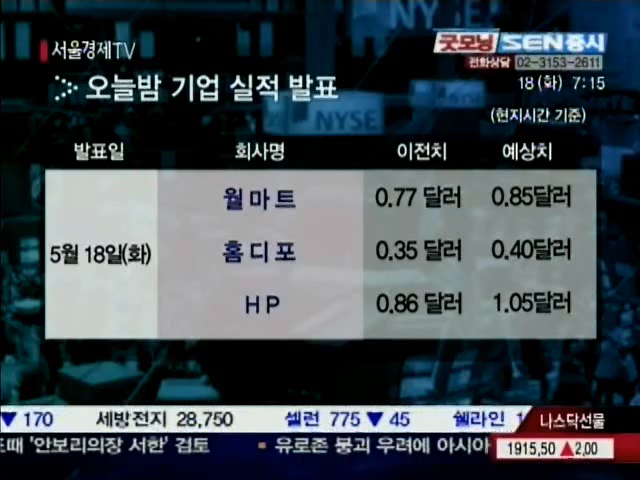 서울경제TV
굿모닝 SEN증시
전화상담 02-3153-2611
오늘밤 기업 실적 발표
18 (화) 7:15
(현지시간 기준)
NYSE
NYSE
발표일 회사명 이전치 예상치
월마트 0.77 달러 0.85달러
5월 18일(화) 홈디포 0.35 달러 0.40달러
HP 0.86 달러 1.05달러
▼ 170 세방전지 28,750 셀런 775 ▼ 45 쉘라인 나스닥선물
'안보리의장 서한' 검토 ▪ 유로존 붕괴 우려에 아시아 1915,50 ▲2,00